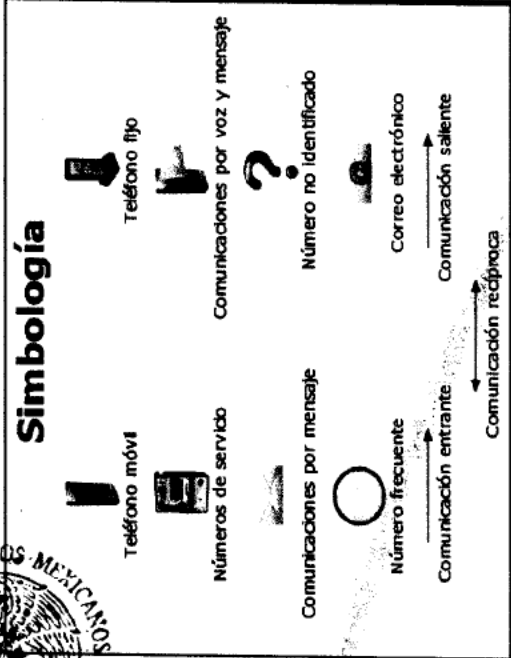 Simbología
Teléfono móvil
Teléfono fijo
Números de servicio
Comunicaciones por voz y mensaje
Comunicaciones por mensaje
?
Número no identificado
Número frecuente
Correo electrónico
Comunicación entrante
Comunicación saliente
Comunicación recíproca
OS MEXICANOS